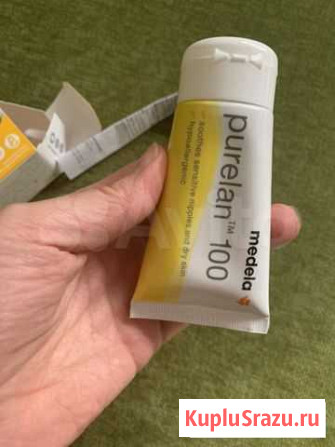 purelan™ 100
soothes sensitive nipples and dry skin
hypoallergenic
medela
KupluSrazu.ru